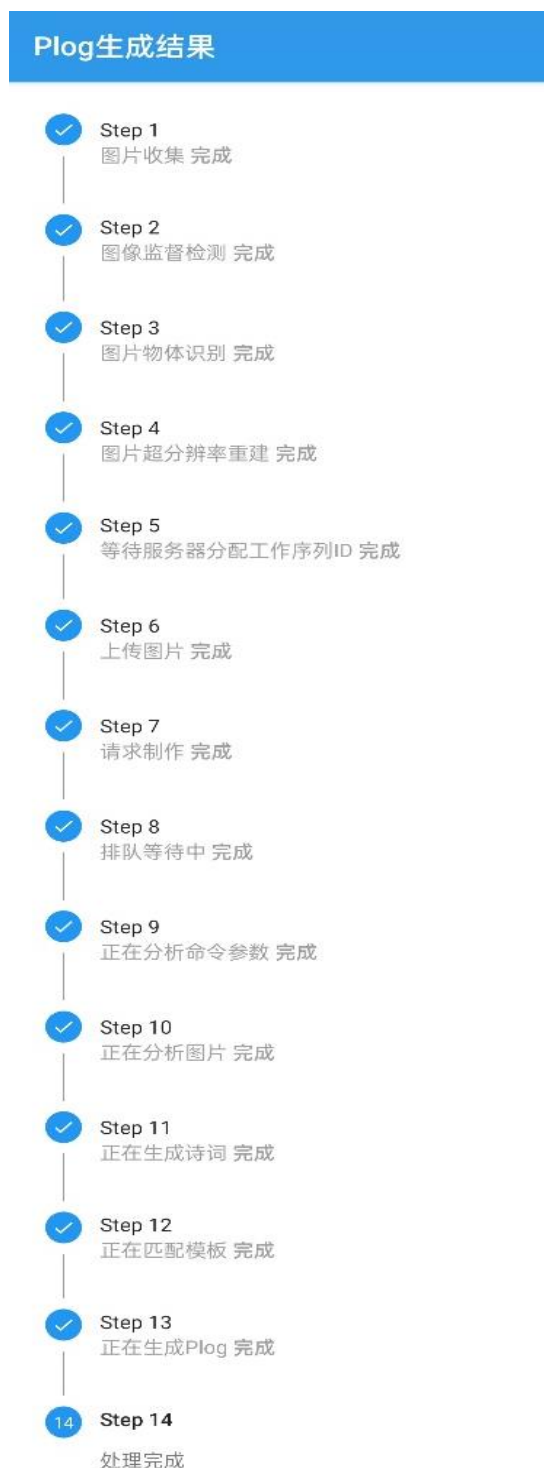 Plog生成结果
Step 1
图片收集 完成
Step 2
图像监督检测 完成
Step 3
图片物体识别 完成
Step 4
图片超分辨率重建 完成
Step 5
等待服务器分配工作序列ID 完成
Step 6
上传图片 完成
Step 7
请求制作 完成
Step 8
排队等待中 完成
Step 9
正在分析命令参数 完成
Step 10
正在分析图片 完成
Step 11
正在生成诗词 完成
Step 12
正在匹配模板 完成
Step 13
正在生成Plog 完成
14 Step 14
处理完成